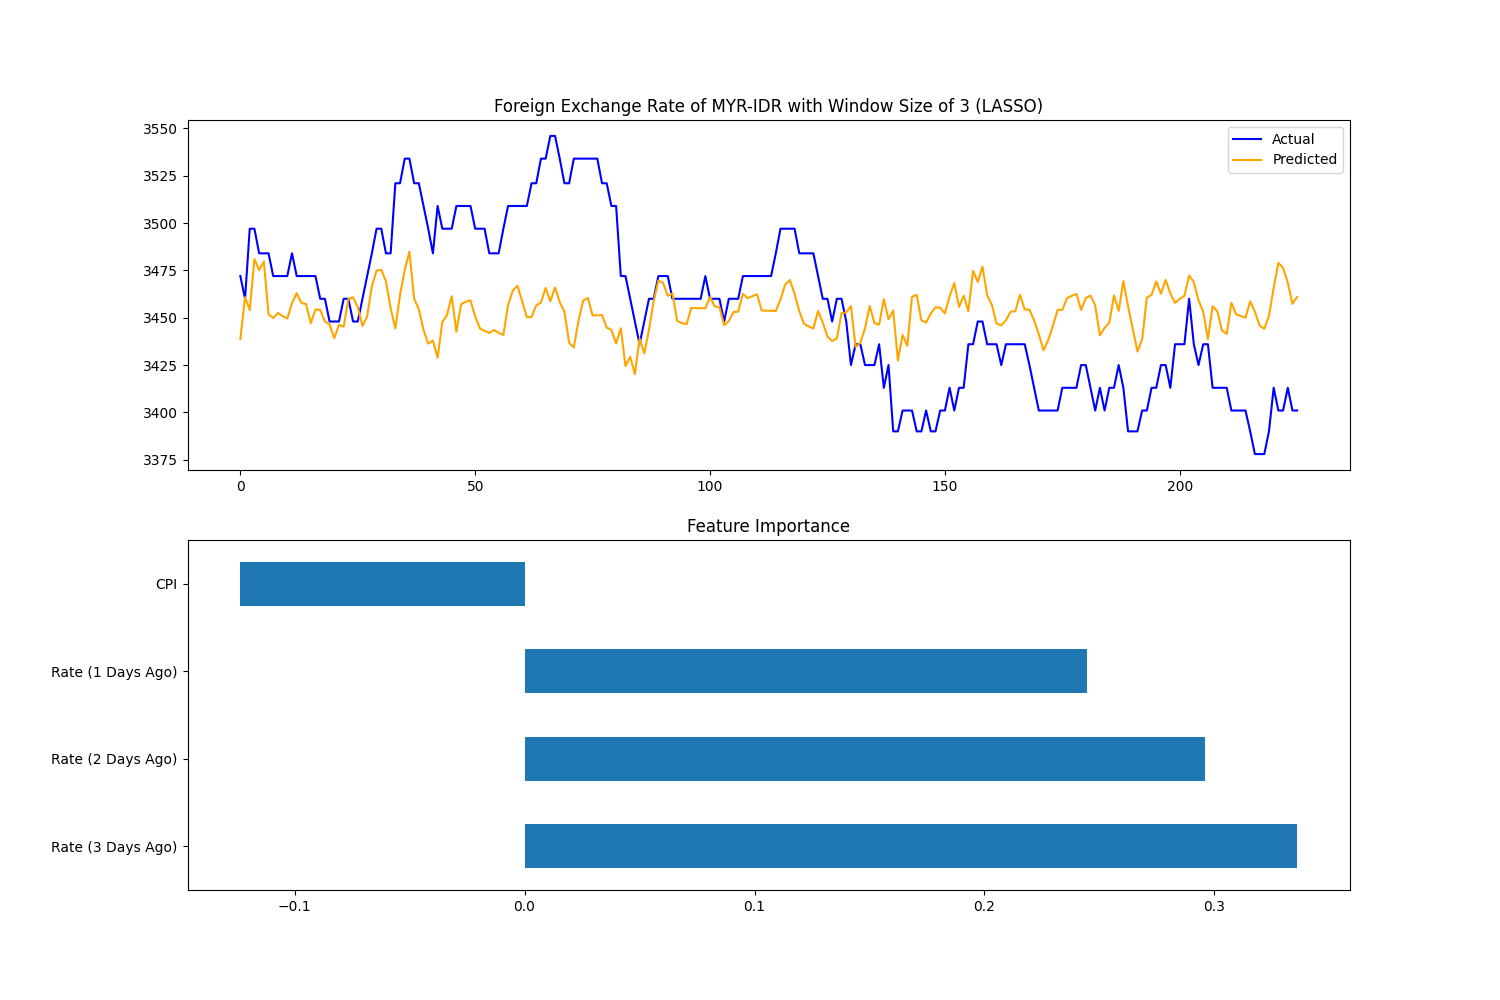 Foreign Exchange Rate of MYR-IDR with Window Size of 3 (LASSO)
3550
3525
3500
3475
3450
3425
3400
3375
Actual
Predicted
0
50
100
150
200
Feature Importance
CPI
Rate (1 Days Ago)
Rate (2 Days Ago)
Rate (3 Days Ago)
−0.1
0.0
0.1
0.2
0.3